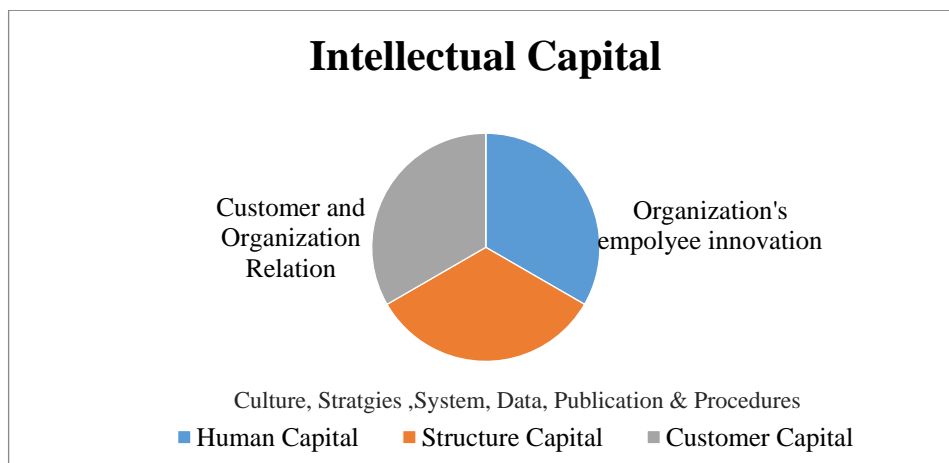 Intellectual Capital
Customer and
Organization
Relation
Organization's
empolyee innovation
Culture, Stratgies ,System, Data, Publication & Procedures
Human Capital
Structure Capital
Customer Capital